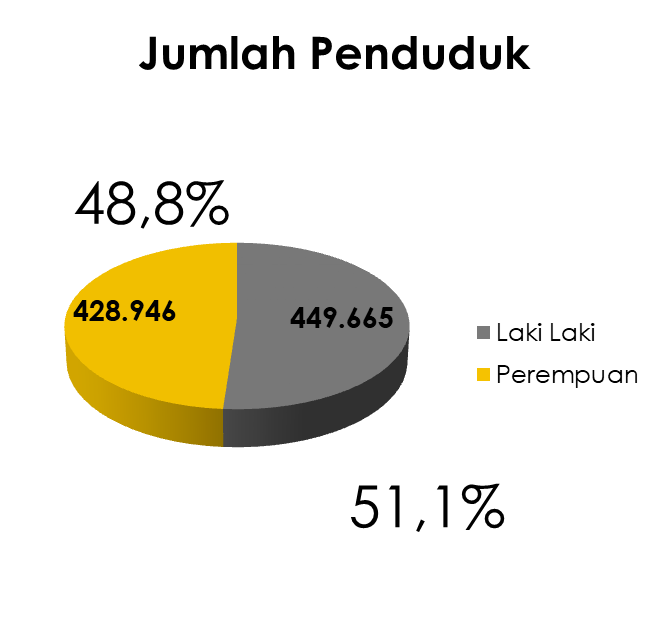 Jumlah Penduduk
48,8%
428.946
449.665
Laki Laki
Perempuan
51,1%